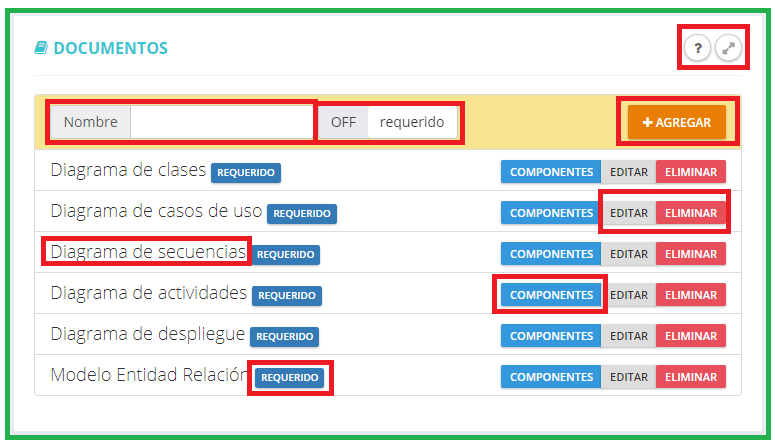 DOCUMENTOS ?
Nombre OFF requerido + AGREGAR
Diagrama de clases REQUERIDO COMPONENTES EDITAR ELIMINAR
Diagrama de casos de uso REQUERIDO COMPONENTES EDITAR ELIMINAR
Diagrama de secuencias REQUERIDO COMPONENTES EDITAR ELIMINAR
Diagrama de actividades REQUERIDO COMPONENTES EDITAR ELIMINAR
Diagrama de despliegue REQUERIDO COMPONENTES EDITAR ELIMINAR
Modelo Entidad Relación REQUERIDO COMPONENTES EDITAR ELIMINAR